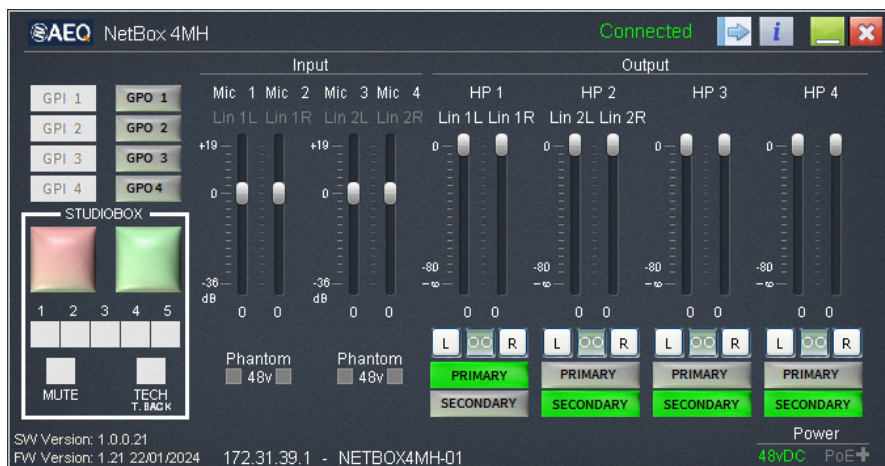 AEQ NetBox 4MH Connected i
Input Output
GPI 1 GPO 1 Mic 1 Mic 2 Mic 3 Mic 4 HP 1 HP 2 HP 3 HP 4
GPI 2 GPO 2 Lin 1L Lin 1R Lin 2L Lin 2R Lin 1L Lin 1R Lin 2L Lin 2R
GPI 3 GPO 3 +19 +19 0 0 0 0
GPI 4 GPO 4 0 0
STUDIOBOX
-80 -80 -80 -80
-36 -36 -∞ -∞ -∞ -∞
dB dB
1 2 3 4 5 0 0 0 0 0 0 0 0 0 0 0 0
L R L R L R L R
Phantom Phantom
48v 48v
PRIMARY PRIMARY PRIMARY PRIMARY
MUTE TECH
T. BACK
SECONDARY SECONDARY SECONDARY SECONDARY
SW Version: 1.0.0.21 Power
FW Version: 1.21 22/01/2024 172.31.39.1 - NETBOX4MH-01 48vDC PoE+